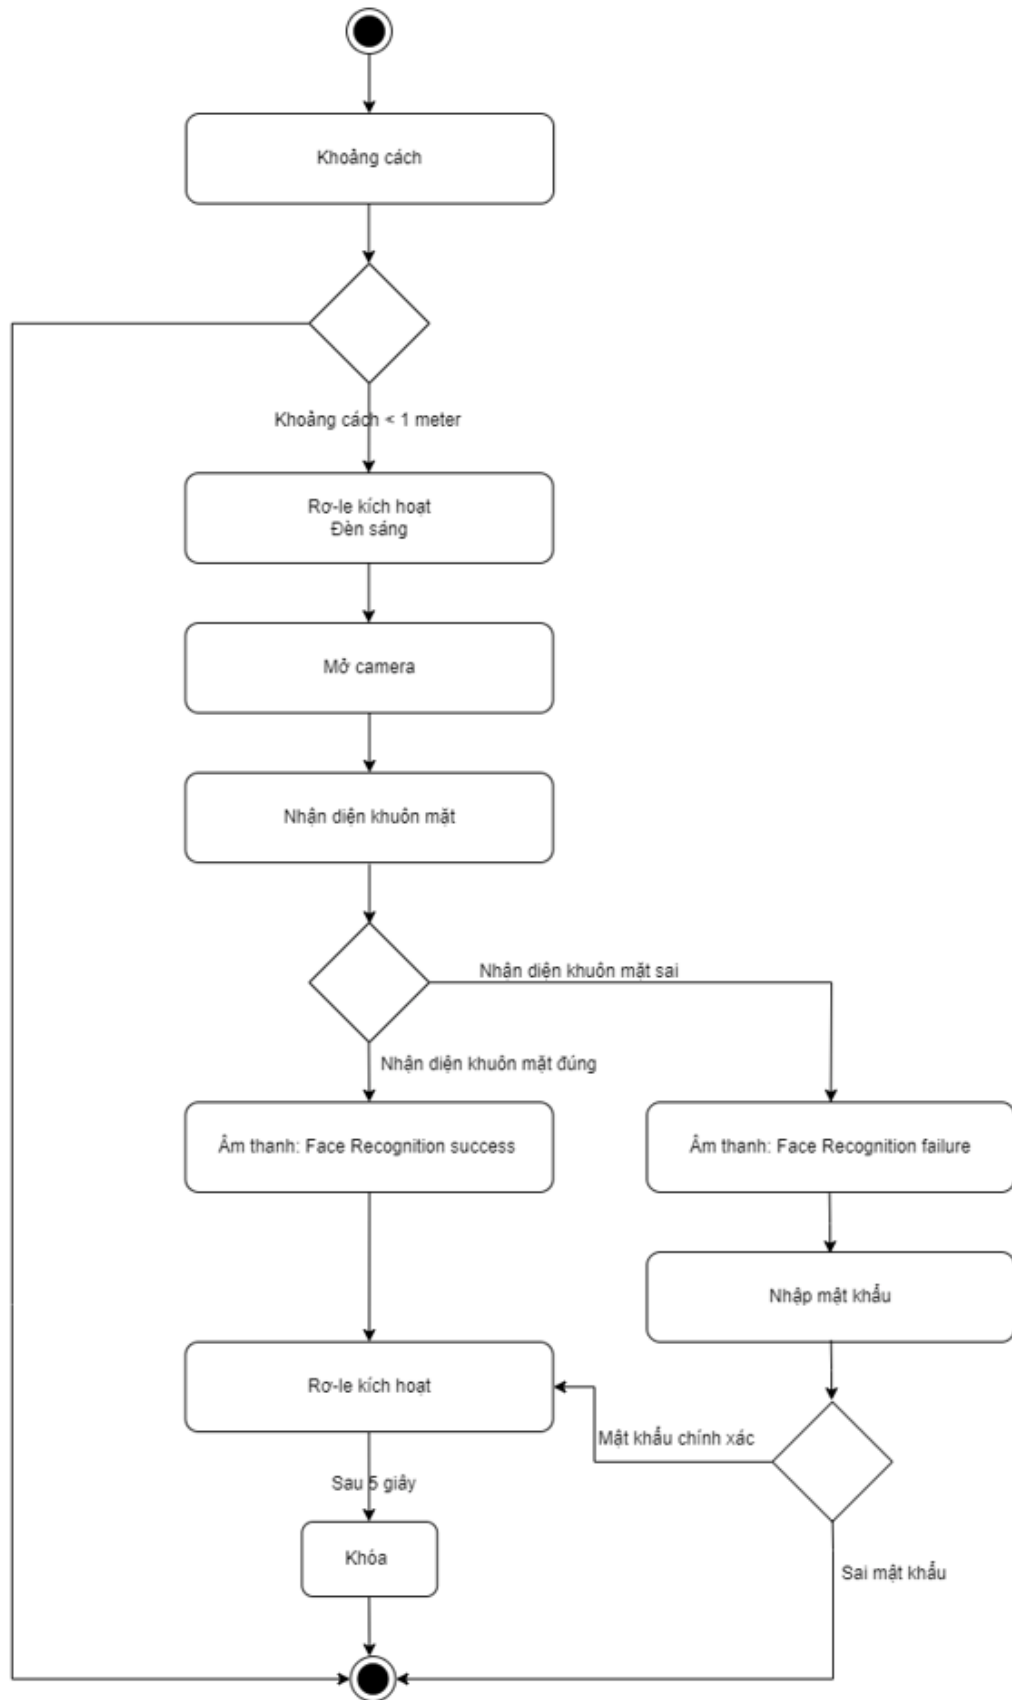 Khoảng cách
Khoảng cách < 1 meter
Rơ-le kích hoạt
Đèn sáng
Mở camera
Nhận diện khuôn mặt
Nhận diện khuôn mặt sai
Nhận diện khuôn mặt đúng
Âm thanh: Face Recognition success
Âm thanh: Face Recognition failure
Nhập mật khẩu
Rơ-le kích hoạt
Mật khẩu chính xác
Sau 5 giây
Khóa
Sai mật khẩu